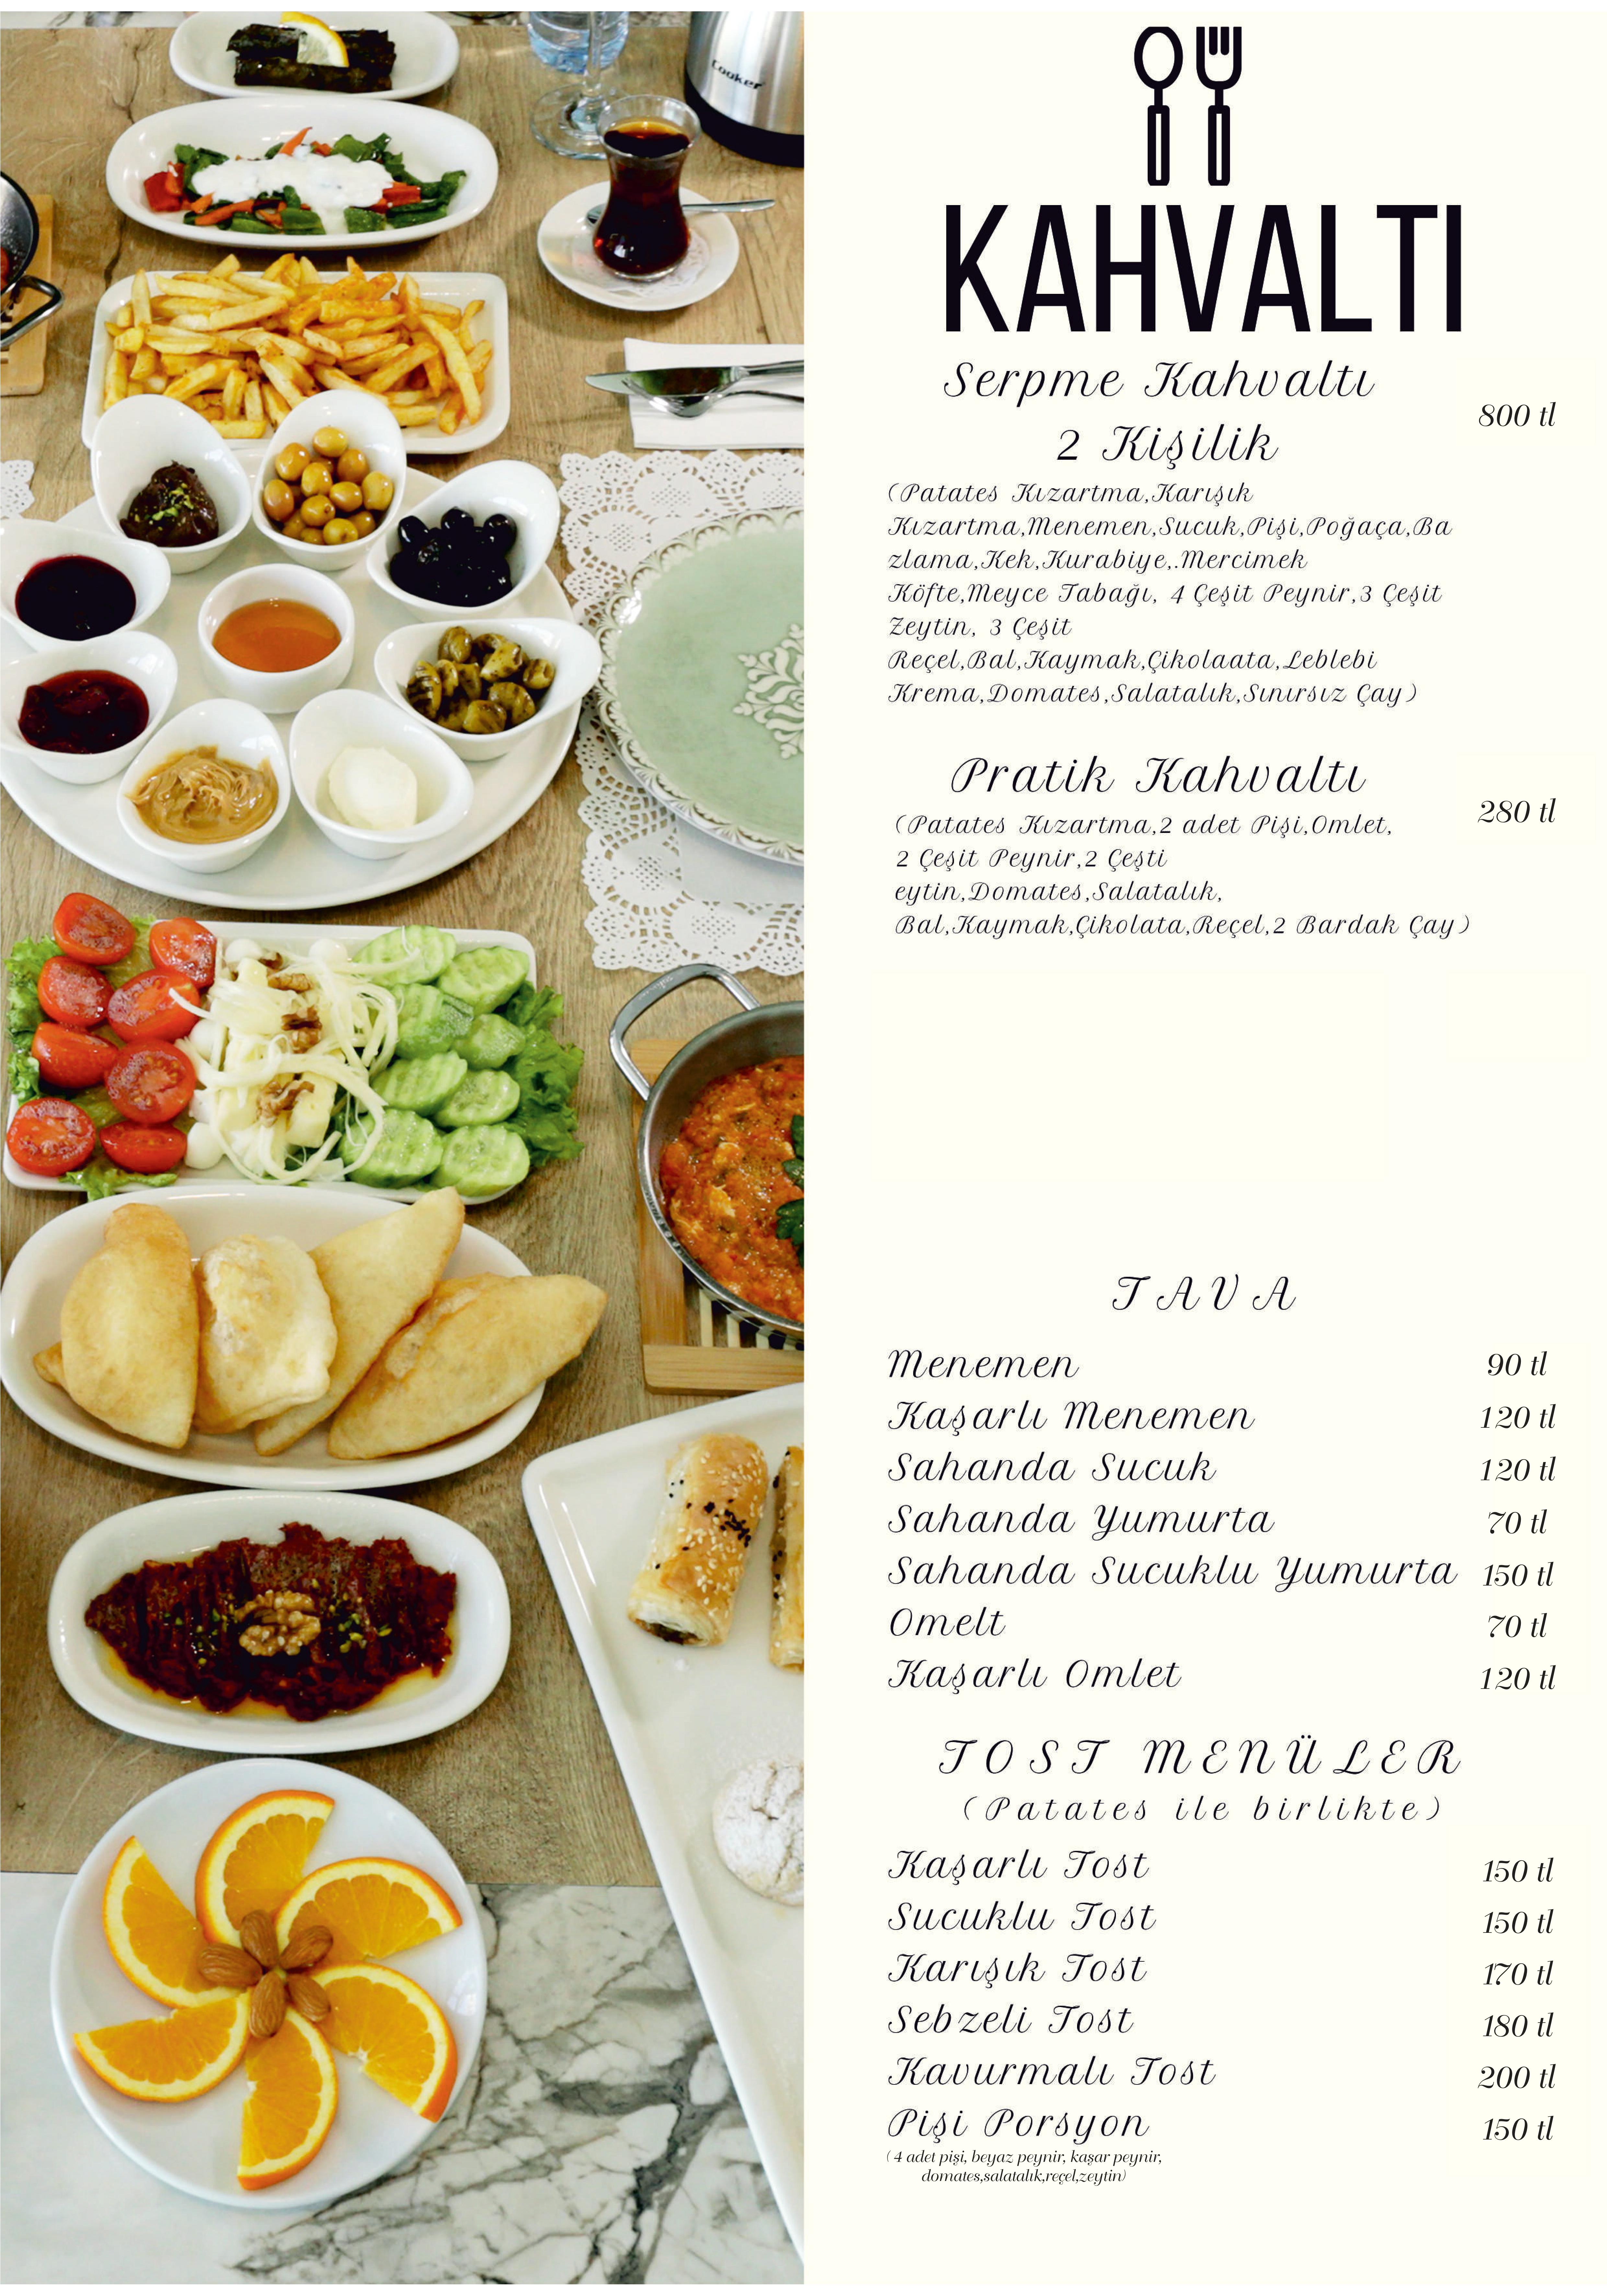 Cooker
KAHVALTI
Serpme Kahvaltı
800 tl
2 Kişilik
(Patates Kızartma,Karışık
Kızartma,Menemen,Sucuk,Pişi,Poğaça,Ba
zlama,Kek,Kurabiye,.Mercimek
Köfte,Meyce Tabağı, 4 Çeşit Peynir,3 Çeşit
Zeytin, 3 Çeşit
Reçel,Bal,Kaymak,Çikolaata,Leblebi
Krema,Domates,Salatalık,Sınırsız Çay)
Pratik Kahvaltı
280 tl
(Patates Kızartma,2 adet Pişi,Omlet,
2 Çeşit Peynir,2 Çeşti
eytin,Domates,Salatalık,
Bal,Kaymak,Çikolata,Reçel,2 Bardak Çay)
TAVA
Menemen 90 tl
Kaşarlı Menemen 120 tl
Sahanda Sucuk 120 tl
Sahanda Yumurta 70 tl
Sahanda Sucuklu Yumurta 150 tl
Omelt 70 tl
Kaşarlı Omlet 120 tl
TOST MENÜLER
(Patates ile birlikte)
Kaşarlı Tost 150 tl
Sucuklu Tost 150 tl
Karışık Tost 170 tl
Sebzeli Tost 180 tl
Kavurmalı Tost 200 tl
Pişi Porsyon 150 tl
( 4 adet pişi, beyaz peynir, kaşar peynir,
domates,salatalık,reçel,zeytin)